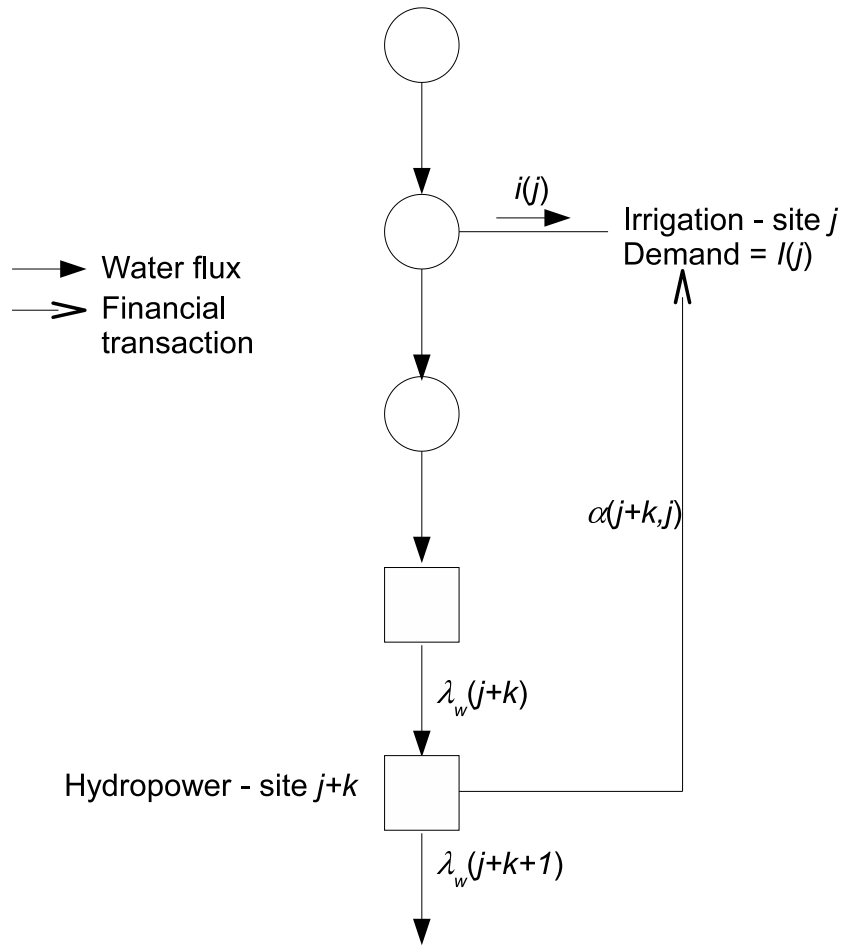 i(j)
Irrigation - site j
Demand = I(j)
Water flux
Financial
transaction
α(j+k,j)
λw(j+k)
Hydropower - site j+k
λw(j+k+1)